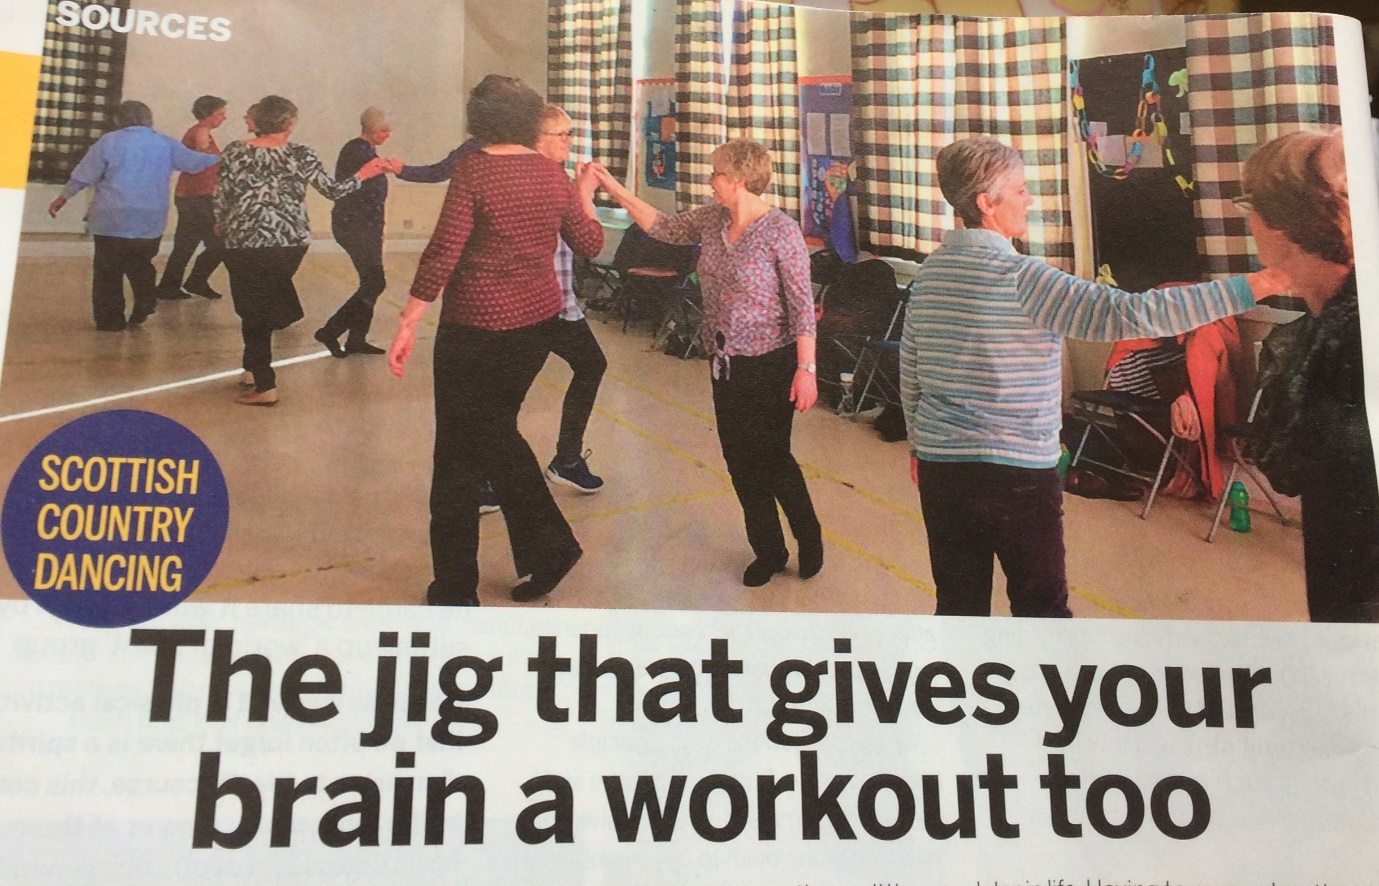 SOURCES
SCOTTISH
COUNTRY
DANCING
The jig that gives your
brain a workout too